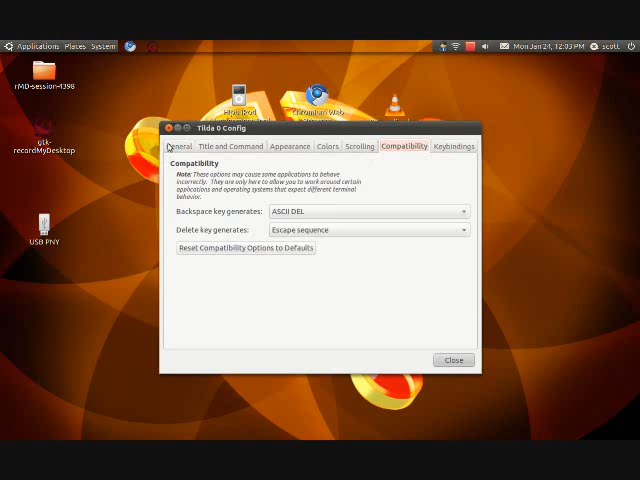 Applications Places System
Mon Jan 24, 12:03 PM scott
rMD-session-4398
gtk-recordMyDesktop
USB PNY
Chromium Web
Tilda 0 Config
General Title and Command Appearance Colors Scrolling Compatibility Keybindings
Compatibility
Note: These options may cause some applications to behave
incorrectly. They are only here to allow you to work around certain
applications and operating systems that expect different terminal
behavior.
Backspace key generates: ASCII DEL
Delete key generates: Escape sequence
Reset Compatibility Options to Defaults
Close